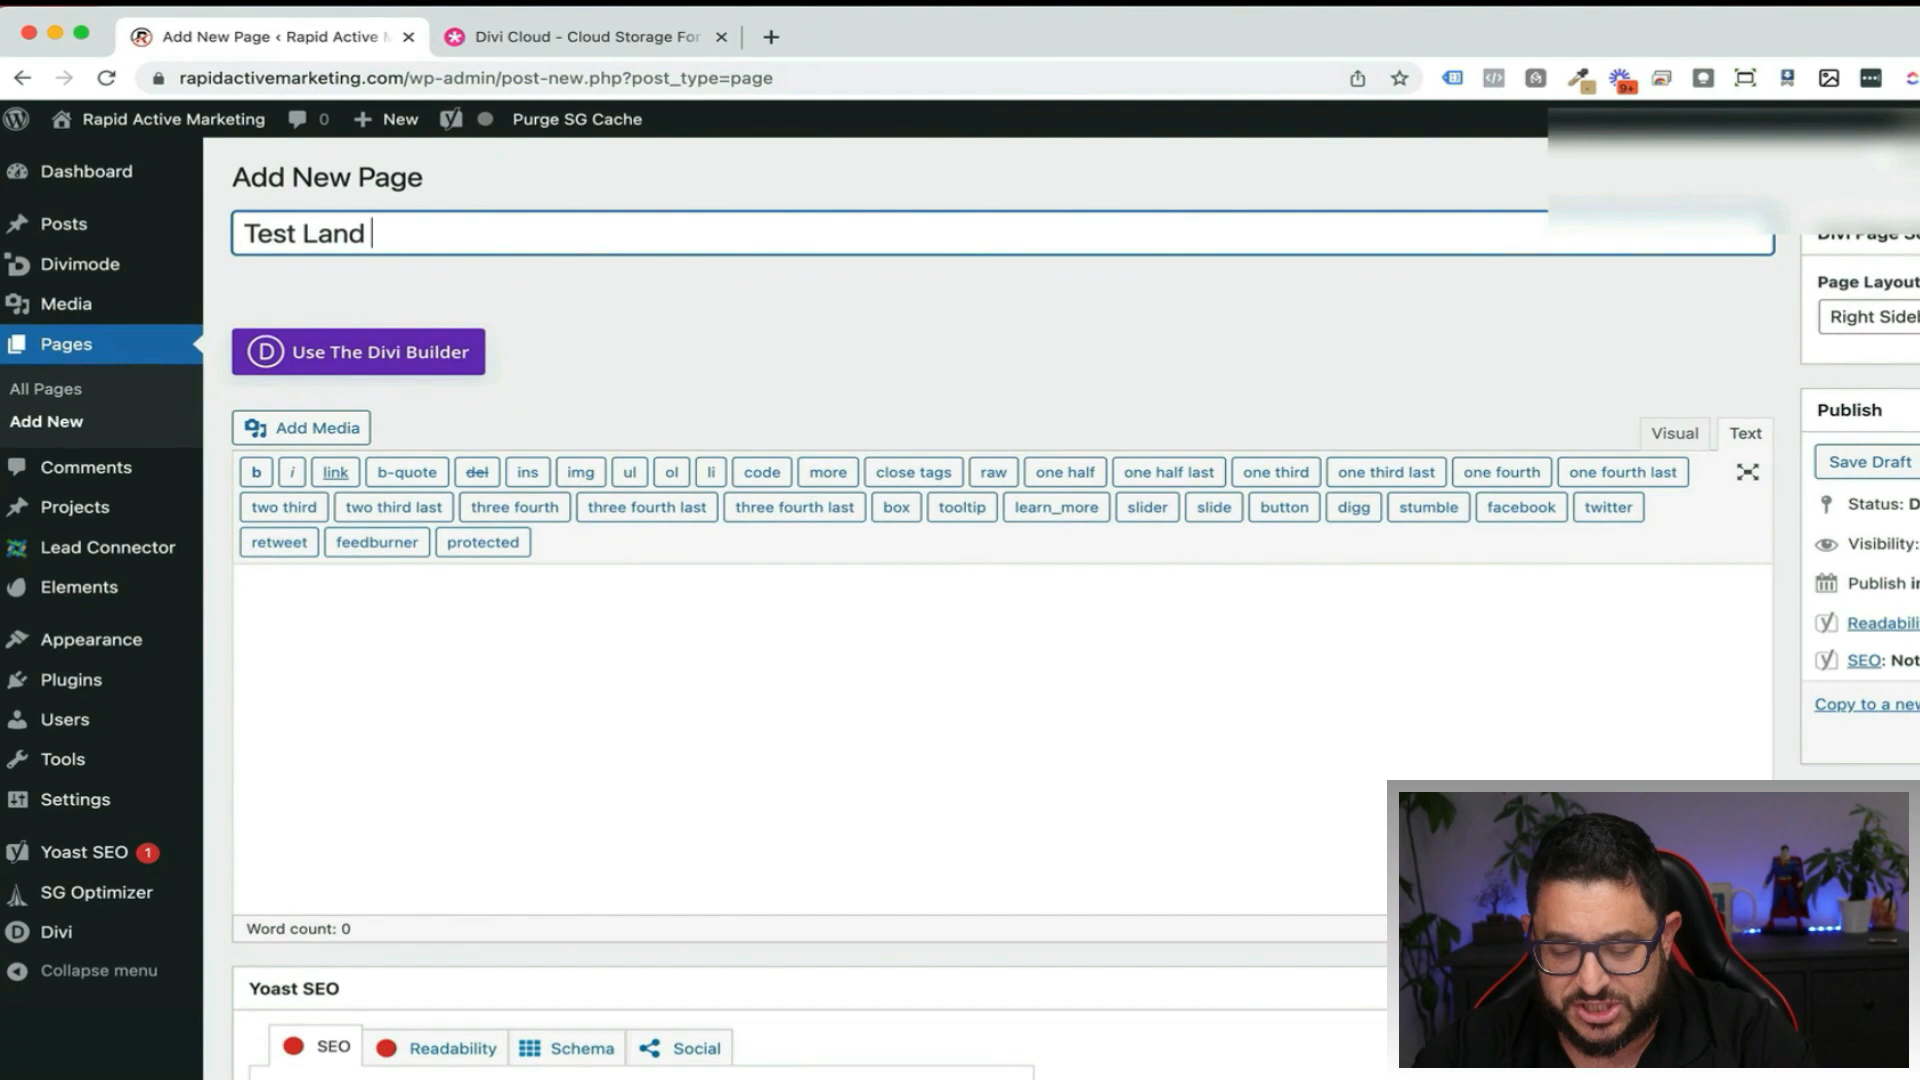 Add New Page ‹ Rapid Active
Divi Cloud - Cloud Storage For
rapidactivemarketing.com/wp-admin/post-new.php?post_type=page
9+
Rapid Active Marketing
0
New
Purge SG Cache
Dashboard
Posts
Divimode
Media
Pages
All Pages
Add New
Comments
Projects
Lead Connector
Elements
Appearance
Plugins
Users
Tools
Settings
Yoast SEO 1
SG Optimizer
Divi
Collapse menu
Add New Page
Test Land
D Use The Divi Builder
Add Media
Visual Text
b i link b-quote del ins img ul ol li code more close tags raw one half one half last one third one third last one fourth one fourth last
two third two third last three fourth three fourth last three fourth last box tooltip learn_more slider slide button digg stumble facebook twitter
retweet feedburner protected
Word count: 0
Yoast SEO
SEO Readability Schema Social
Divi Page
Page Layout
Right Sideb
Publish
Save Draft
Status: D
Visibility:
Publish in
Readabili
SEO: Not
Copy to a new